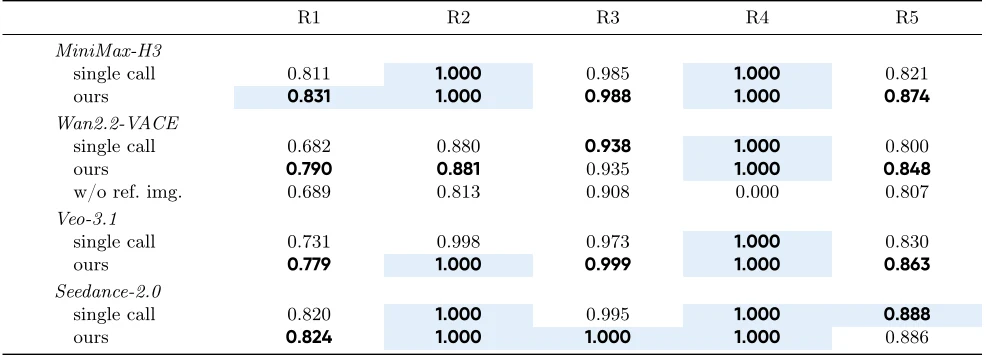 R1 R2 R3 R4 R5
MiniMax-H3
single call 0.811 1.000 0.985 1.000 0.821
ours 0.831 1.000 0.988 1.000 0.874
Wan2.2-VACE
single call 0.682 0.880 0.938 1.000 0.800
ours 0.790 0.881 0.935 1.000 0.848
w/o ref. img. 0.689 0.813 0.908 0.000 0.807
Veo-3.1
single call 0.731 0.998 0.973 1.000 0.830
ours 0.779 1.000 0.999 1.000 0.863
Seedance-2.0
single call 0.820 1.000 0.995 1.000 0.888
ours 0.824 1.000 1.000 1.000 0.886